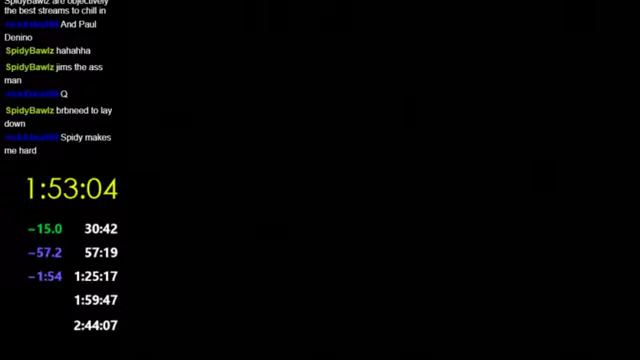 SpidyBawlz are objectively
the best streams to chill in
And Paul
Denino
SpidyBawlz hahahha
SpidyBawlz jims the ass
man
Q
SpidyBawlz brbneed to lay
down
Spidy makes
me hard
1:53:04
−15.0 30:42
−57.2 57:19
−1:54 1:25:17
1:59:47
2:44:07